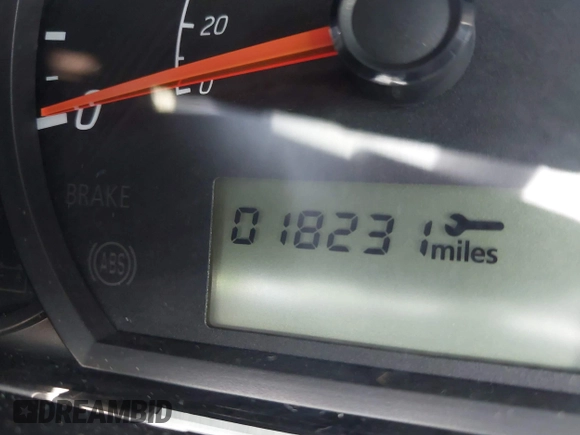 20
0
0
BRAKE
018231 miles
(ABS)
DREAMBID